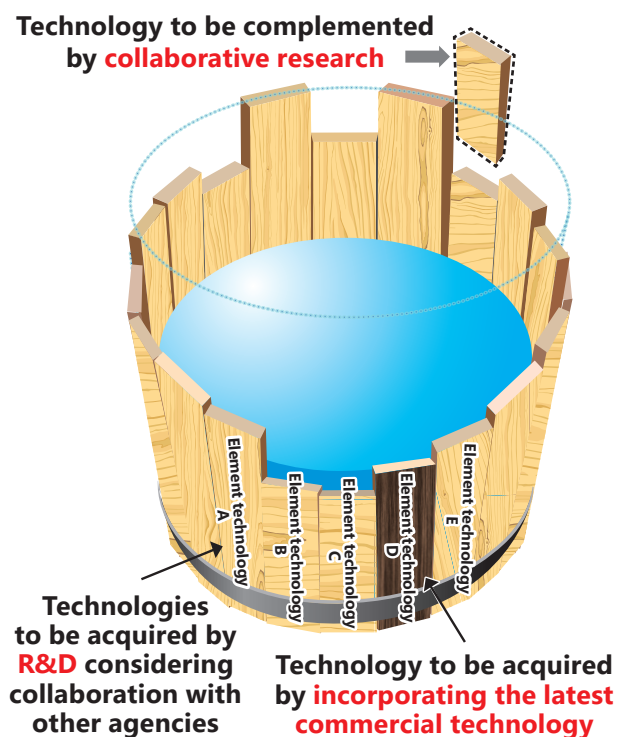 Technology to be complemented
by collaborative research
Element technology
A
Element technology
B
Element technology
C
Element technology
D
Element technology
E
Technologies
to be acquired by
R&D considering
collaboration with
other agencies
Technology to be acquired
by incorporating the latest
commercial technology